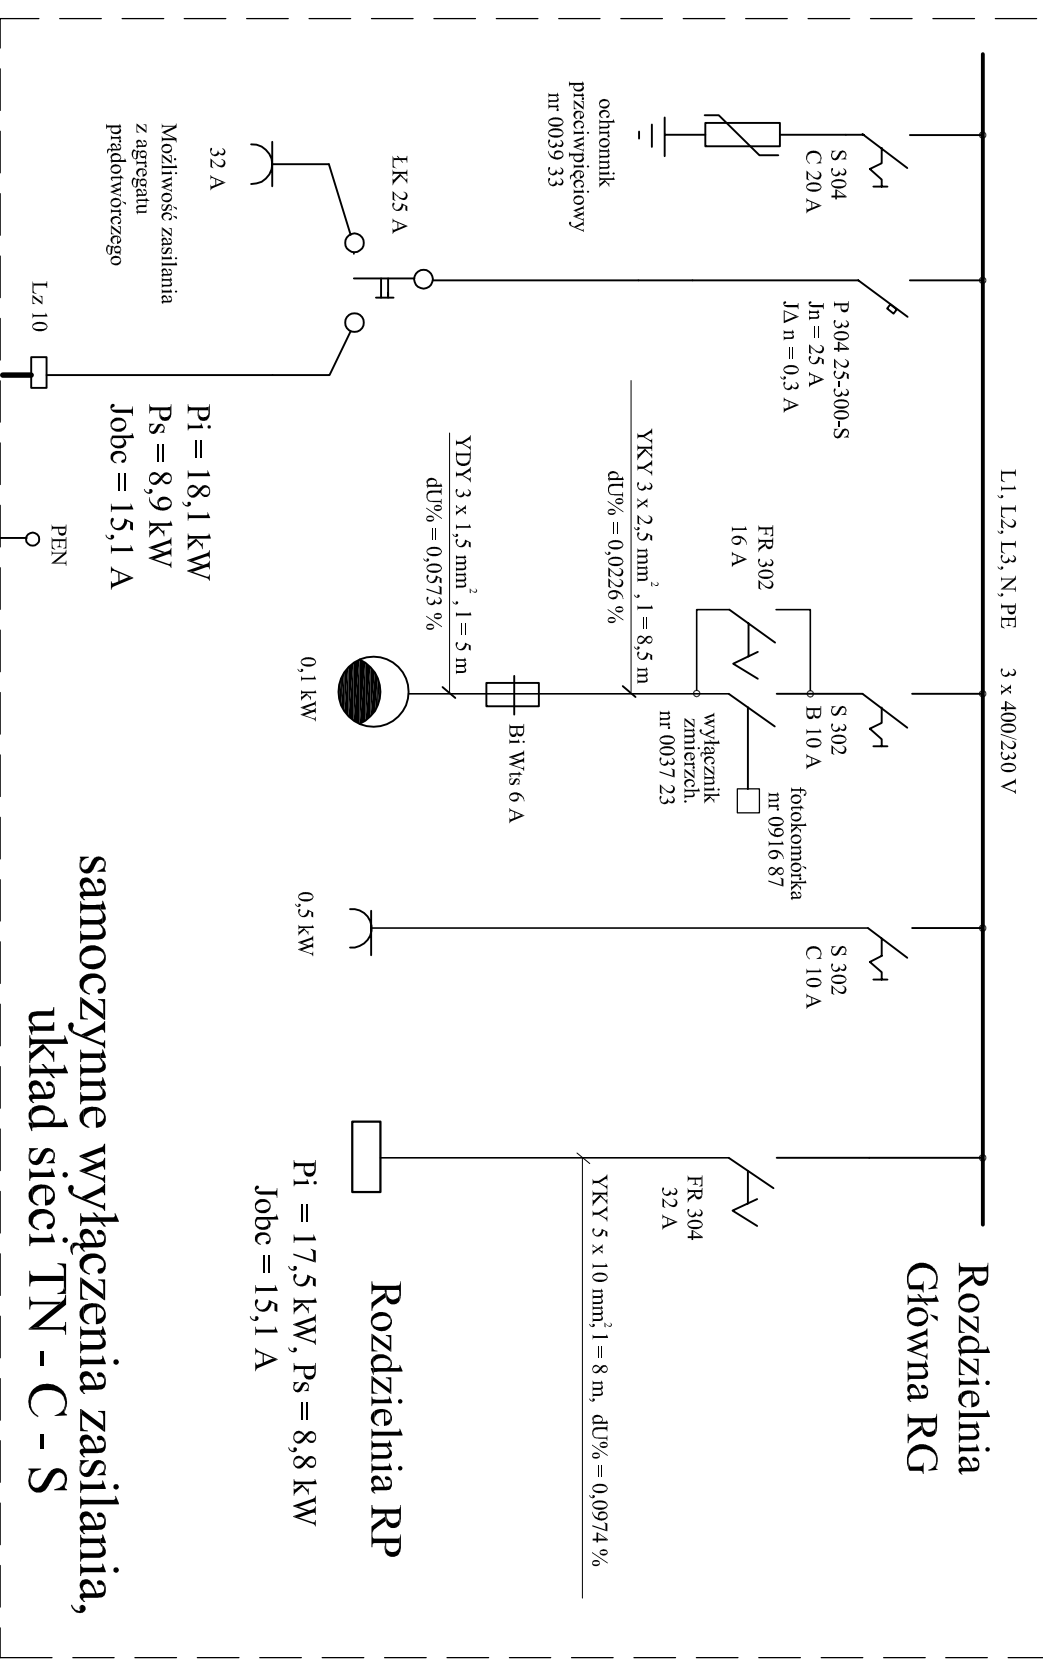 L1, L2, L3, N, PE 3 x 400/230 V
Rozdzielnia
Główna RG
S 304
C 20 A
ochronnik
przeciwpięciowy
nr 0039 33
P 304 25-300-S
Jn = 25 A
JΔ n = 0,3 A
ŁK 25 A
32 A
Możliwość zasilania
z agregatu
prądotwórczego
Lz 10
Pi = 18,1 kW
Ps = 8,9 kW
Jobc = 15,1 A
PEN
S 302
B 10 A
FR 302
16 A
fotokomórka
nr 0916 87
wyłącznik
zmierzch.
nr 0037 23
YKY 3 x 2,5 mm², l = 8,5 m
dU% = 0,0226 %
Bi Wts 6 A
YDY 3 x 1,5 mm², l = 5 m
dU% = 0,0573 %
0,1 kW
S 302
C 10 A
0,5 kW
FR 304
32 A
YKY 5 x 10 mm,² l = 8 m, dU% = 0,0974 %
Rozdzielnia RP
Pi = 17,5 kW, Ps = 8,8 kW
Jobc = 15,1 A
samoczynne wyłączenia zasilania,
układ sieci TN - C - S